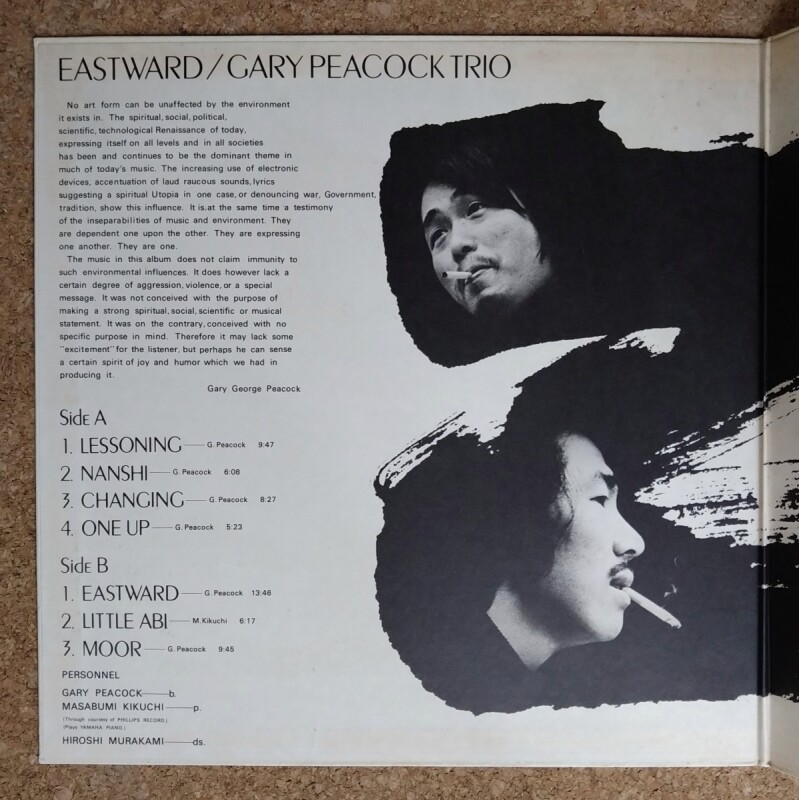 EASTWARD/GARY PEACOCK TRIO
No art form can be unaffected by the environment
it exists in. The spiritual, social, political,
scientific, technological Renaissance of today,
expressing itself on all levels and in all societies
has been and continues to be the dominant theme in
much of today's music. The increasing use of electronic
devices, accentuation of laud raucous sounds, lyrics
suggesting a spiritual Utopia in one case, or denouncing war, Government,
tradition, show this influence. It is.at the same time a testimony
of the inseparabilities of music and environment. They
are dependent one upon the other. They are expressing
one another. They are one.
The music in this album does not claim immunity to
such environmental influences. It does however lack a
certain degree of aggression, violence, or a special
message. It was not conceived with the purpose of
making a strong spiritual, social, scientific or musical
statement. It was on the contrary, conceived with no
specific purpose in mind. Therefore it may lack some
"excitement" for the listener, but perhaps he can sense
a certain spirit of joy and humor which we had in
producing it.
Gary George Peacock
Side A
1. LESSONING—G. Peacock 9:47
2. NANSHI—G. Peacock 6:08
3. CHANGING—G. Peacock 8:27
4. ONE UP—G. Peacock 5:23
Side B
1. EASTWARD—G. Peacock 13:46
2. LITTLE ABI—M. Kikuchi 6:17
3. MOOR—G. Peacock 9:45
PERSONNEL
GARY PEACOCK—b.
MASABUMI KIKUCHI—p.
(Through courtesy of PHILLIPS RECORD.)
(Plays YAMAHA PIANO.)
HIROSHI MURAKAMI—ds.